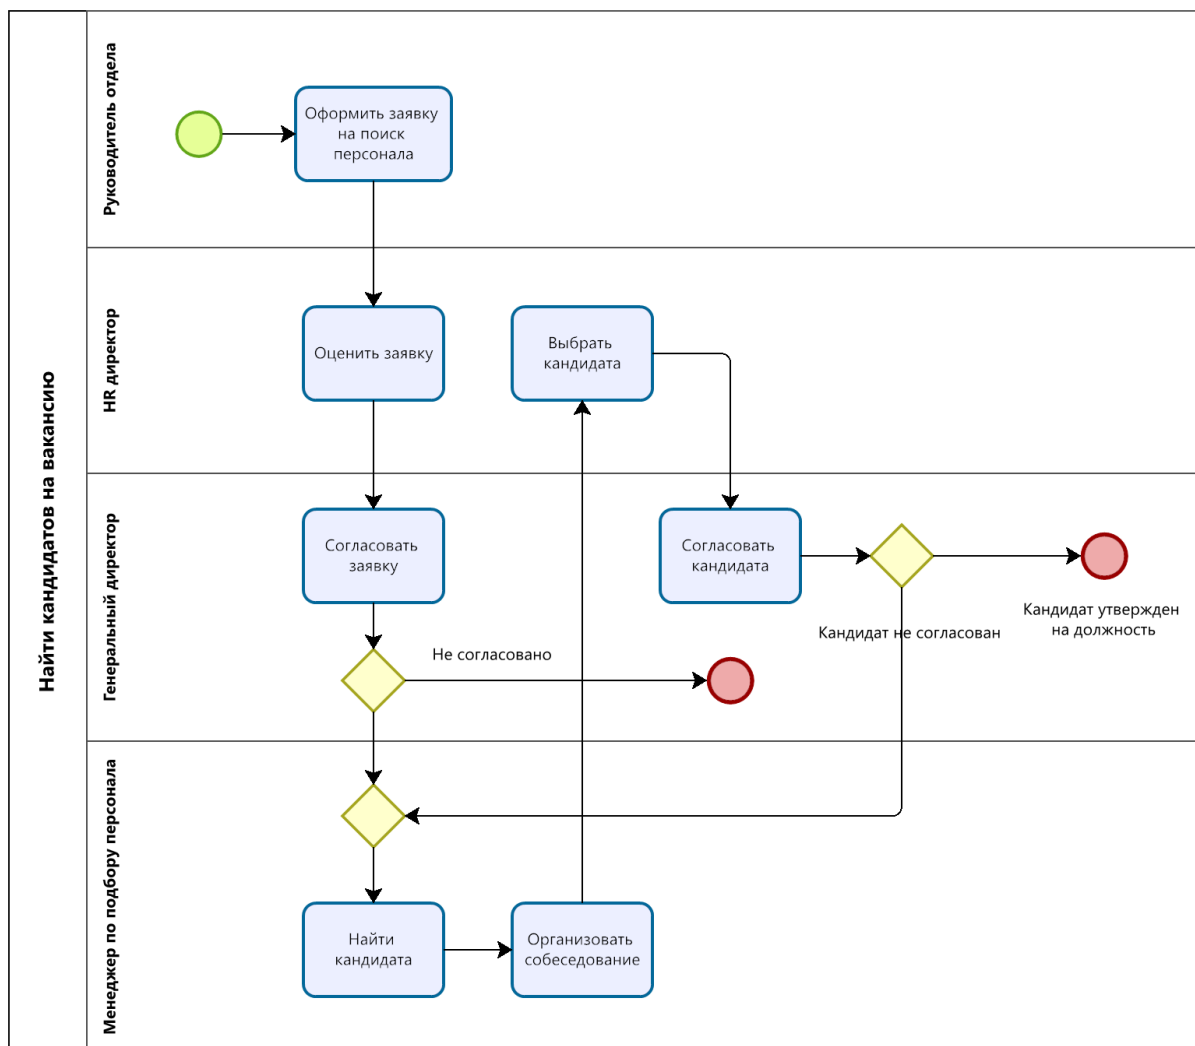 Найти кандидатов на вакансию
Руководитель отдела
Оформить заявку
на поиск
персонала
HR директор
Оценить заявку
Выбрать
кандидата
Генеральный директор
Согласовать
заявку
Согласовать
кандидата
Кандидат утвержден
на должность
Кандидат не согласован
Не согласовано
Менеджер по подбору персонала
Найти
кандидата
Организовать
собеседование